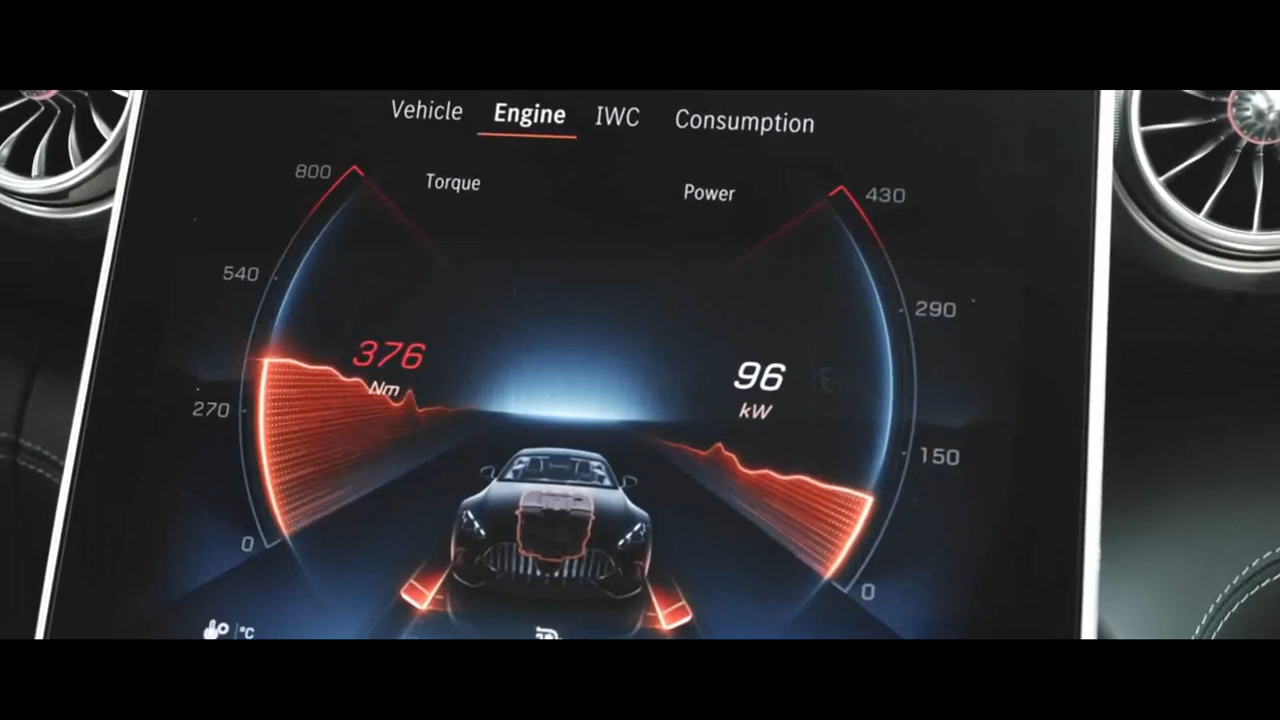 Vehicle Engine IWC Consumption
Torque Power
800 430
540 290
376 96
Nm kW
270 150
0 0
°C